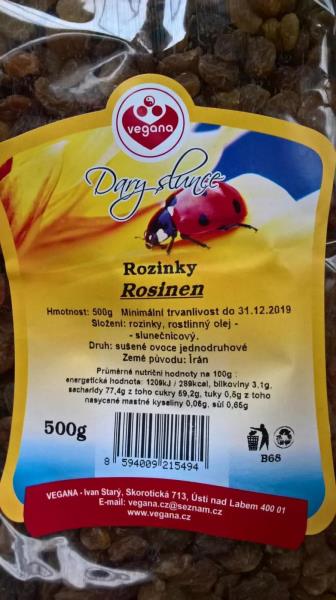 vegana
Dary slunce
Rozinky
Rosinen
Hmotnost: 500g Minimální trvanlivost do 31.12.2019
Složení: rozinky, rostlinný olej -
- slunečnicový.
Druh: sušené ovoce jednodruhové
Země původu: Írán
Průměrné nutriční hodnoty na 100g :
energetická hodnota: 1209kJ / 289kcal, bílkoviny 3,1g,
sacharidy 77,4g z toho cukry 59,2g, tuky 0,5g z toho
nasycené mastné kyseliny 0,06g, sůl 0,65g
500g
8 594009 215494
B68
VEGANA - Ivan Starý, Skorotická 713, Ústí nad Labem 400 01
E-mail: vegana.cz@seznam.cz
www.vegana.cz